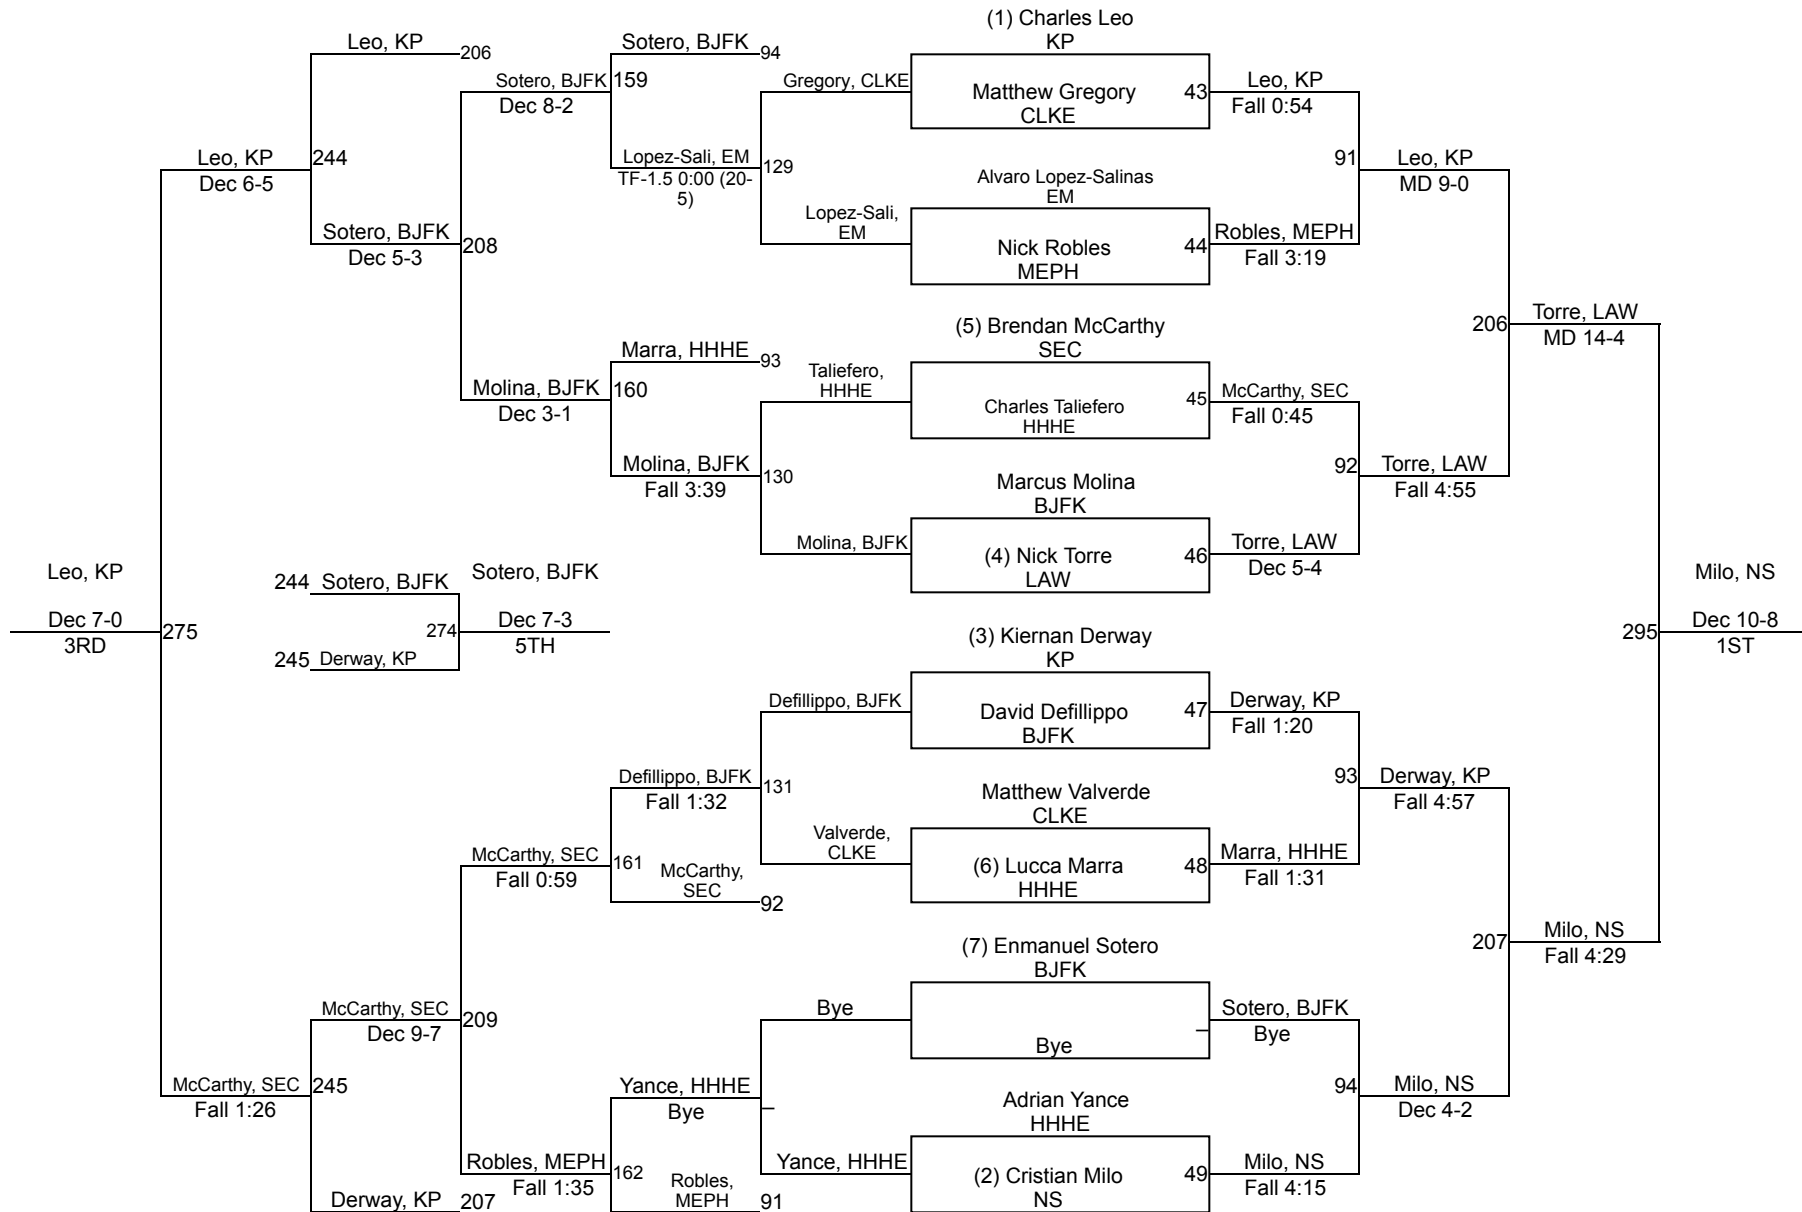 (1) Charles Leo
KP
Leo, KP
206
Sotero, BJFK
94
Sotero, BJFK
159
Dec 8-2
Gregory, CLKE
Matthew Gregory
CLKE
43
Leo, KP
Fall 0:54
Leo, KP
244
Dec 6-5
Lopez-Sali, EM
129
TF-1.5 0:00 (20-
5)
Alvaro Lopez-Salinas
EM
91
Leo, KP
MD 9-0
Sotero, BJFK
208
Dec 5-3
Lopez-Sali,
EM
Nick Robles
MEPH
44
Robles, MEPH
Fall 3:19
206
Torre, LAW
MD 14-4
(5) Brendan McCarthy
SEC
Marra, HHHE
93
Taliefero,
HHHE
Charles Taliefero
HHHE
45
McCarthy, SEC
Fall 0:45
Molina, BJFK
160
Dec 3-1
Molina, BJFK
130
Fall 3:39
Marcus Molina
BJFK
92
Torre, LAW
Fall 4:55
Molina, BJFK
(4) Nick Torre
LAW
46
Torre, LAW
Dec 5-4
Leo, KP
Dec 7-0
3RD
275
244
Sotero, BJFK
245
Derway, KP
274
Sotero, BJFK
Dec 7-3
5TH
(3) Kiernan Derway
KP
295
Milo, NS
Dec 10-8
1ST
Defillippo, BJFK
David Defillippo
BJFK
47
Derway, KP
Fall 1:20
Defillippo, BJFK
131
Fall 1:32
Matthew Valverde
CLKE
93
Derway, KP
Fall 4:57
McCarthy, SEC
161
Fall 0:59
McCarthy,
SEC
92
Valverde,
CLKE
(6) Lucca Marra
HHHE
48
Marra, HHHE
Fall 1:31
207
Milo, NS
Fall 4:29
(7) Enmanuel Sotero
BJFK
McCarthy, SEC
209
Dec 9-7
Bye
Bye
–
Sotero, BJFK
Bye
McCarthy, SEC
245
Fall 1:26
Yance, HHHE
Bye
–
Adrian Yance
HHHE
94
Milo, NS
Dec 4-2
Robles, MEPH
162
Fall 1:35
Robles,
MEPH
91
Yance, HHHE
(2) Cristian Milo
NS
49
Milo, NS
Fall 4:15
Derway, KP
207